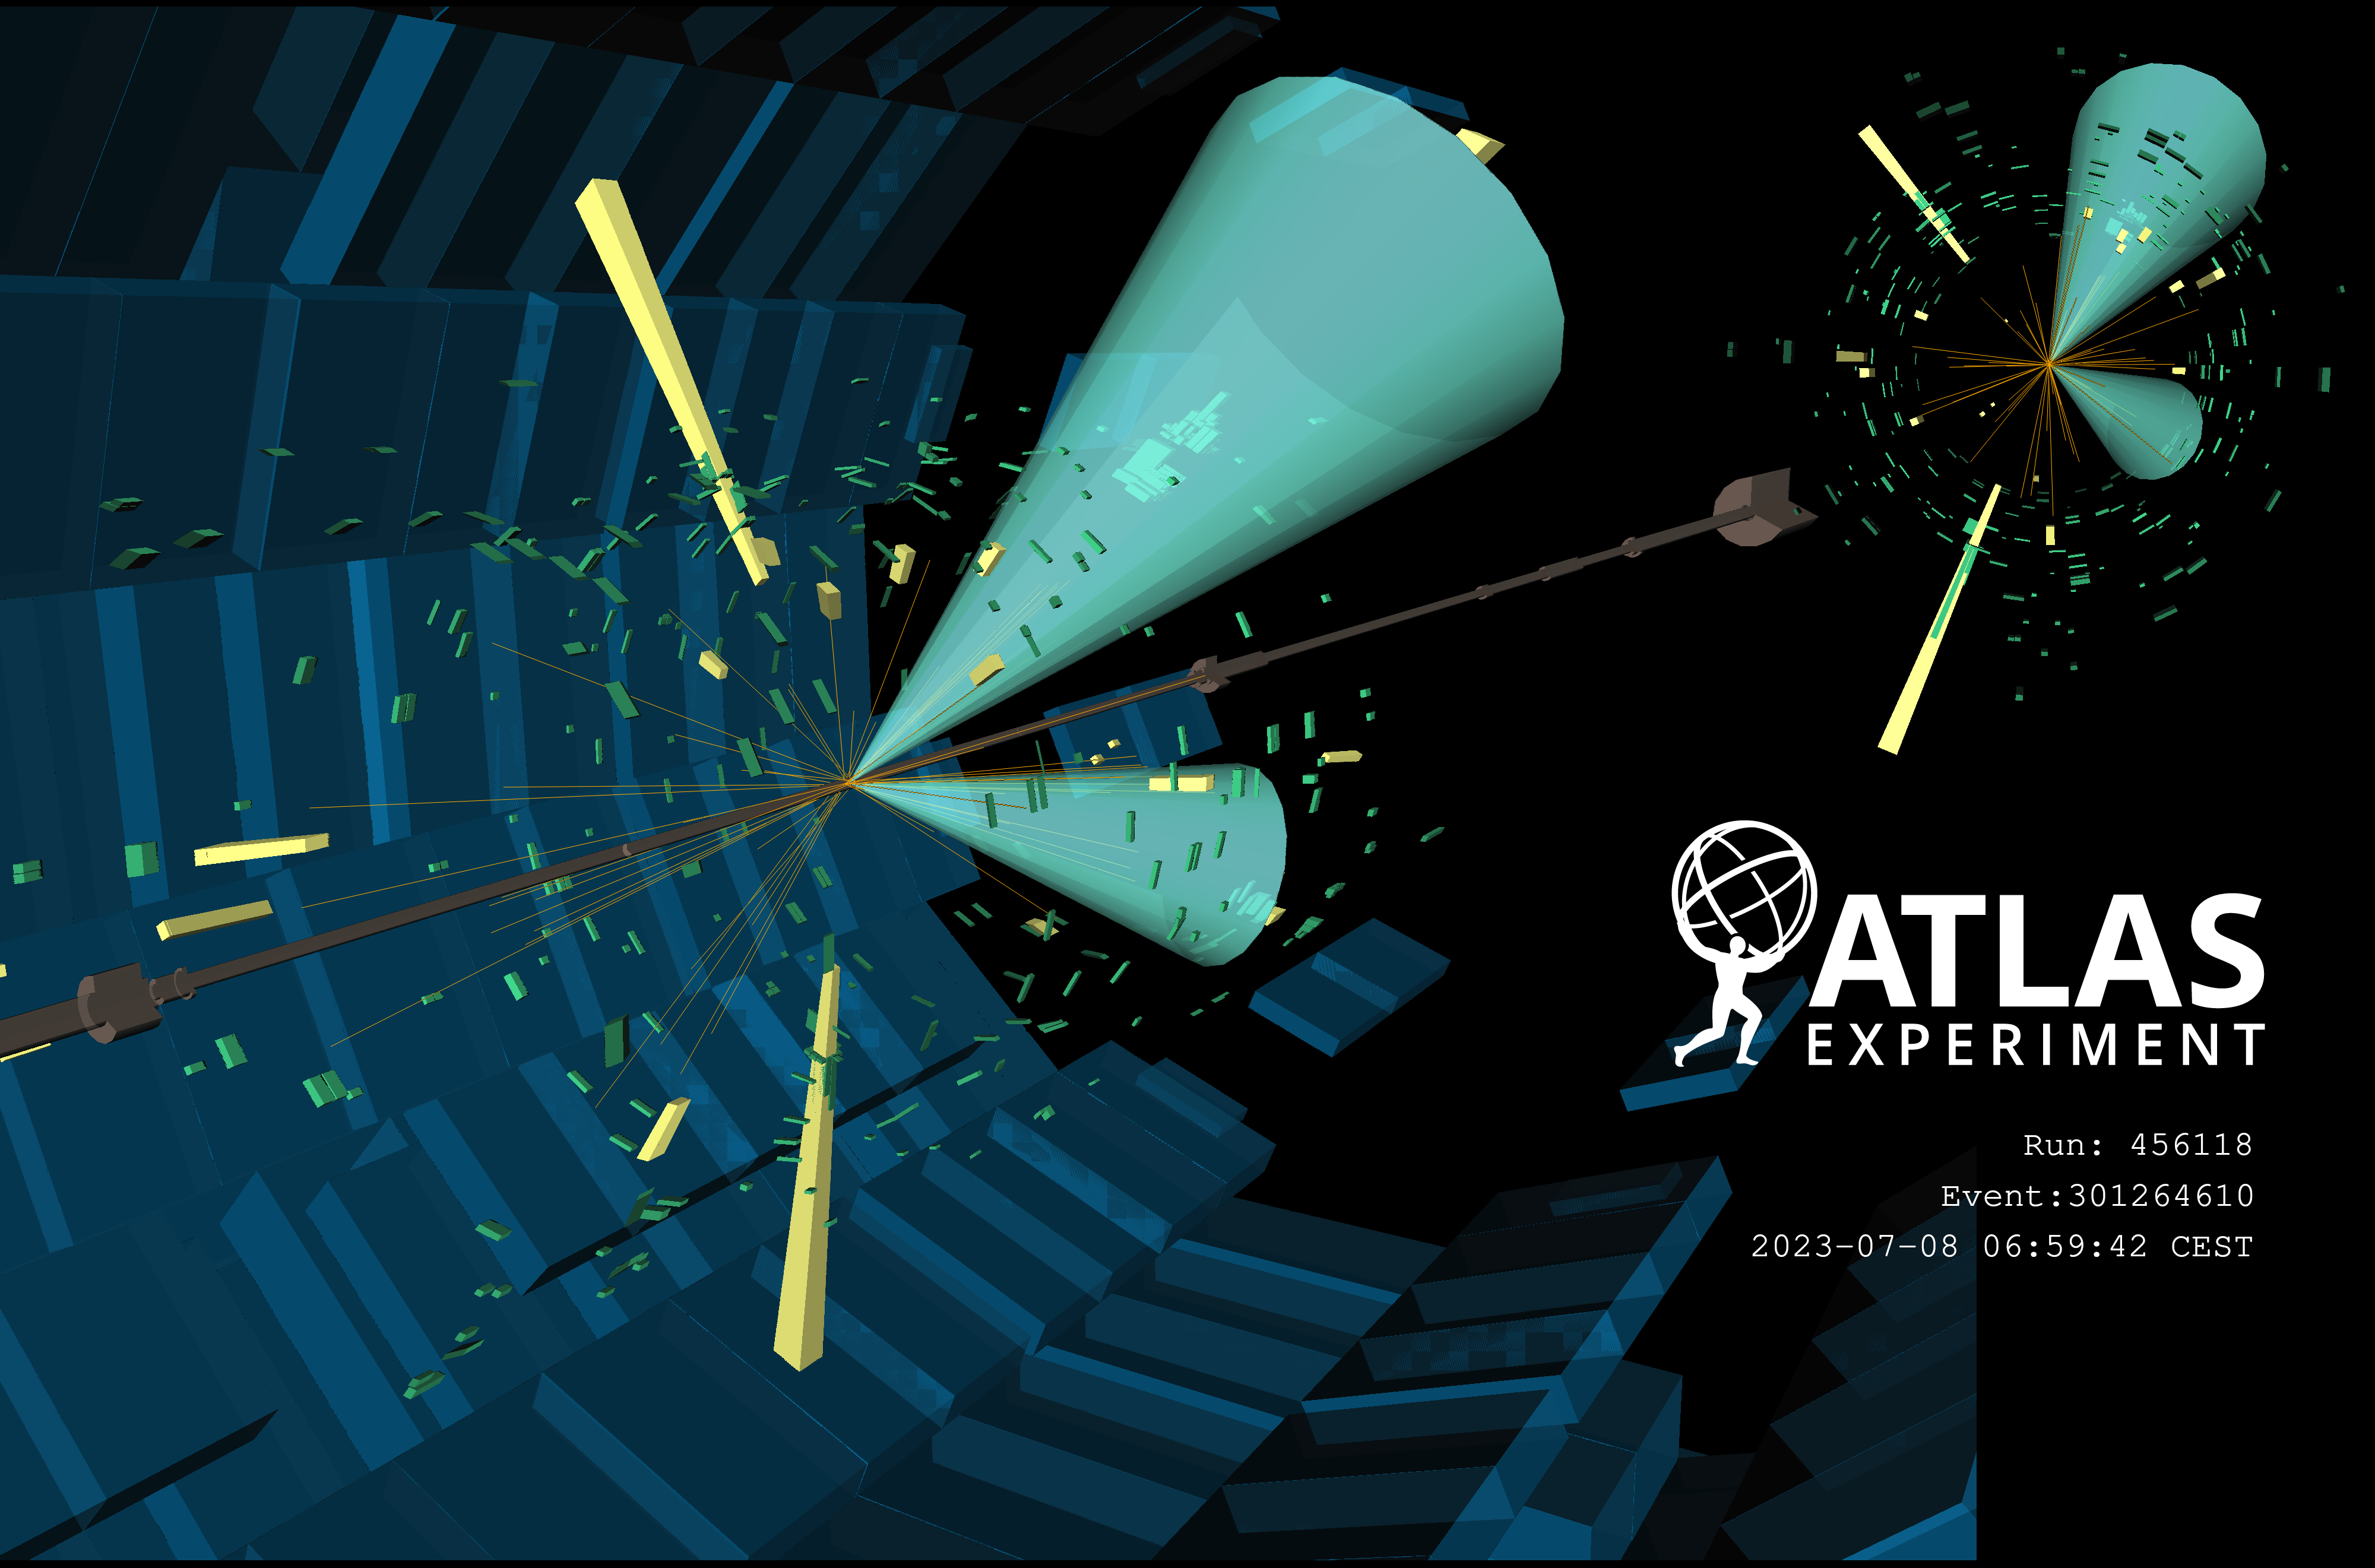 ATLAS
EXPERIMENT
Run: 456118
Event:301264610
2023-07-08 06:59:42 CEST